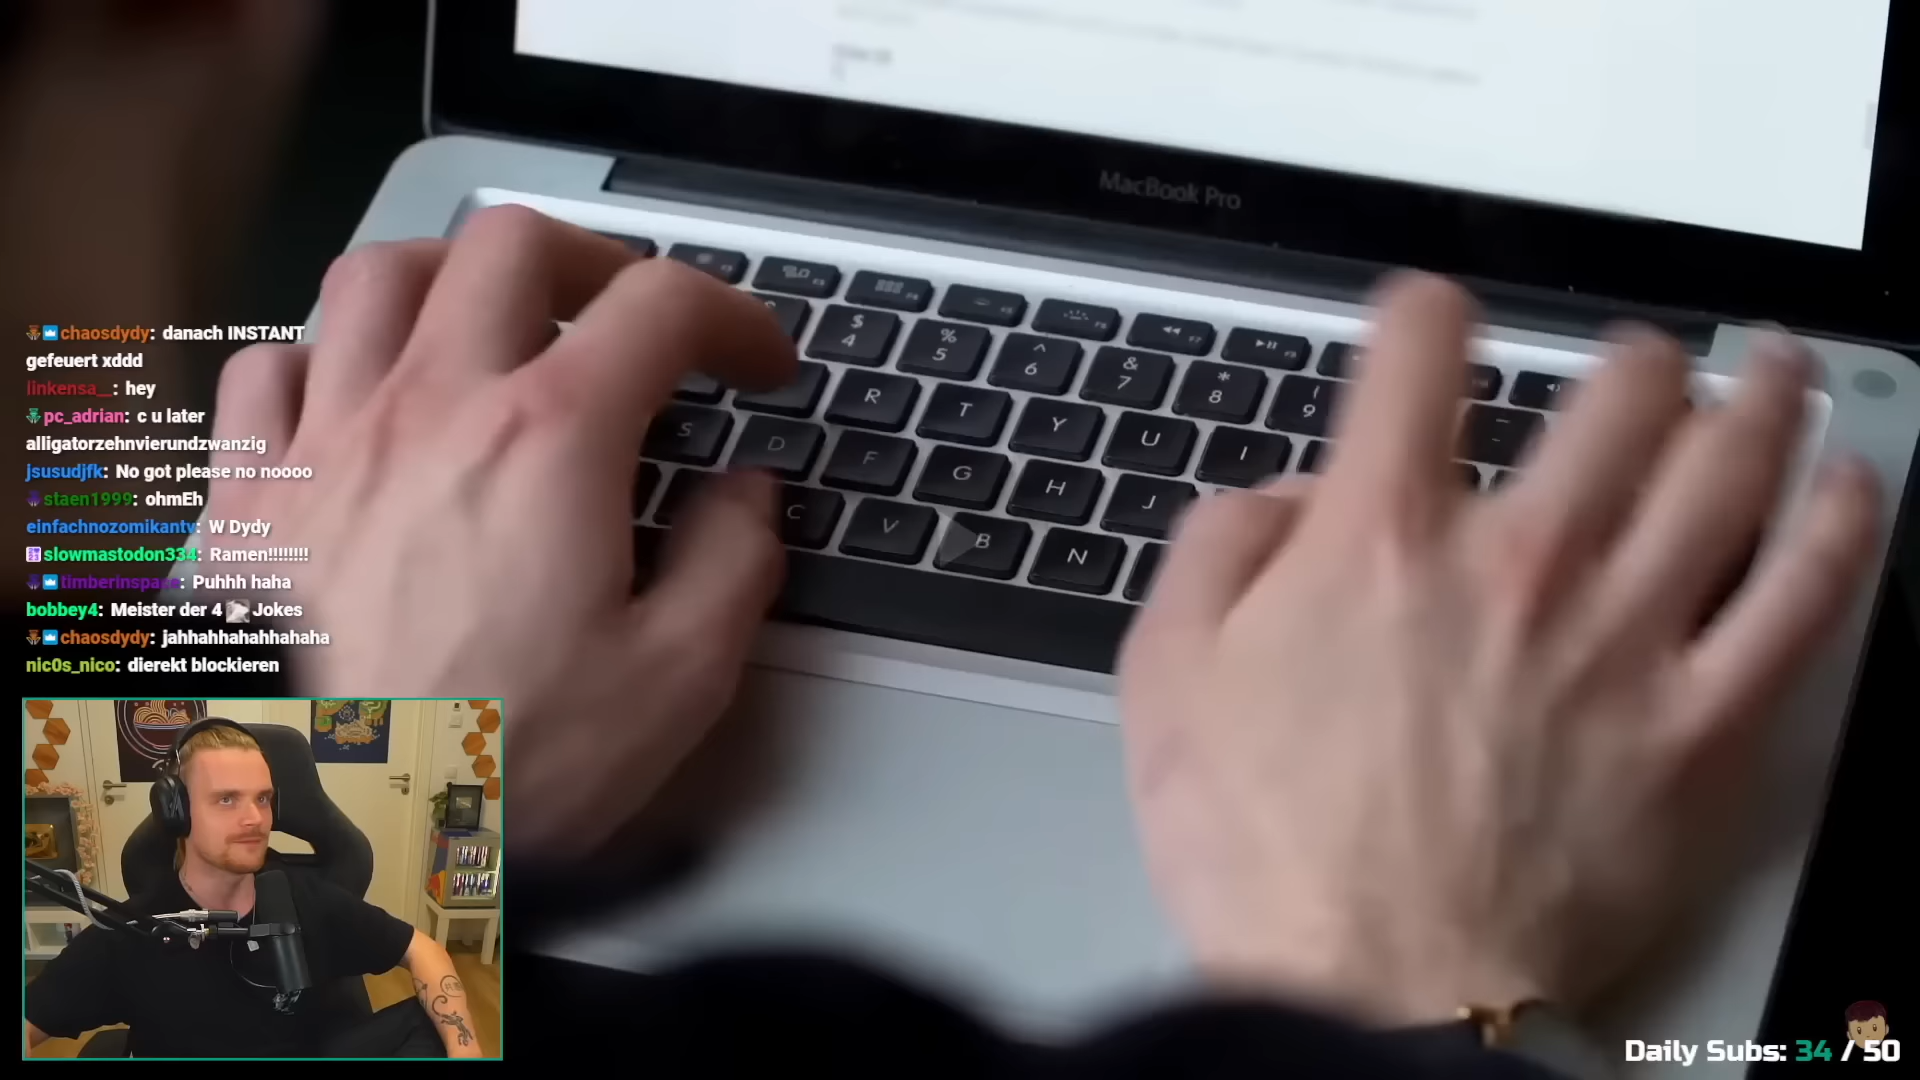 MacBook Pro
$
4
%
5
^
6
&
7
*
8
(
9
R
T
Y
U
I
S
D
F
G
H
J
C
V
B
N
chaosdydy: danach INSTANT
gefeuert xddd
linkensa__: hey
pc_adrian: c u later
alligatorzehnvierundzwanzig
jsusudjfk: No got please no noooo
staen1999: ohmEh
einfachnozomikantv: W Dydy
slowmastodon334: Ramen!!!!!!!!
timberinspace: Puhhh haha
bobbey4: Meister der 4 Jokes
chaosdydy: jahhahhahahhahaha
nic0s_nico: dierekt blockieren
Daily Subs: 34 / 50